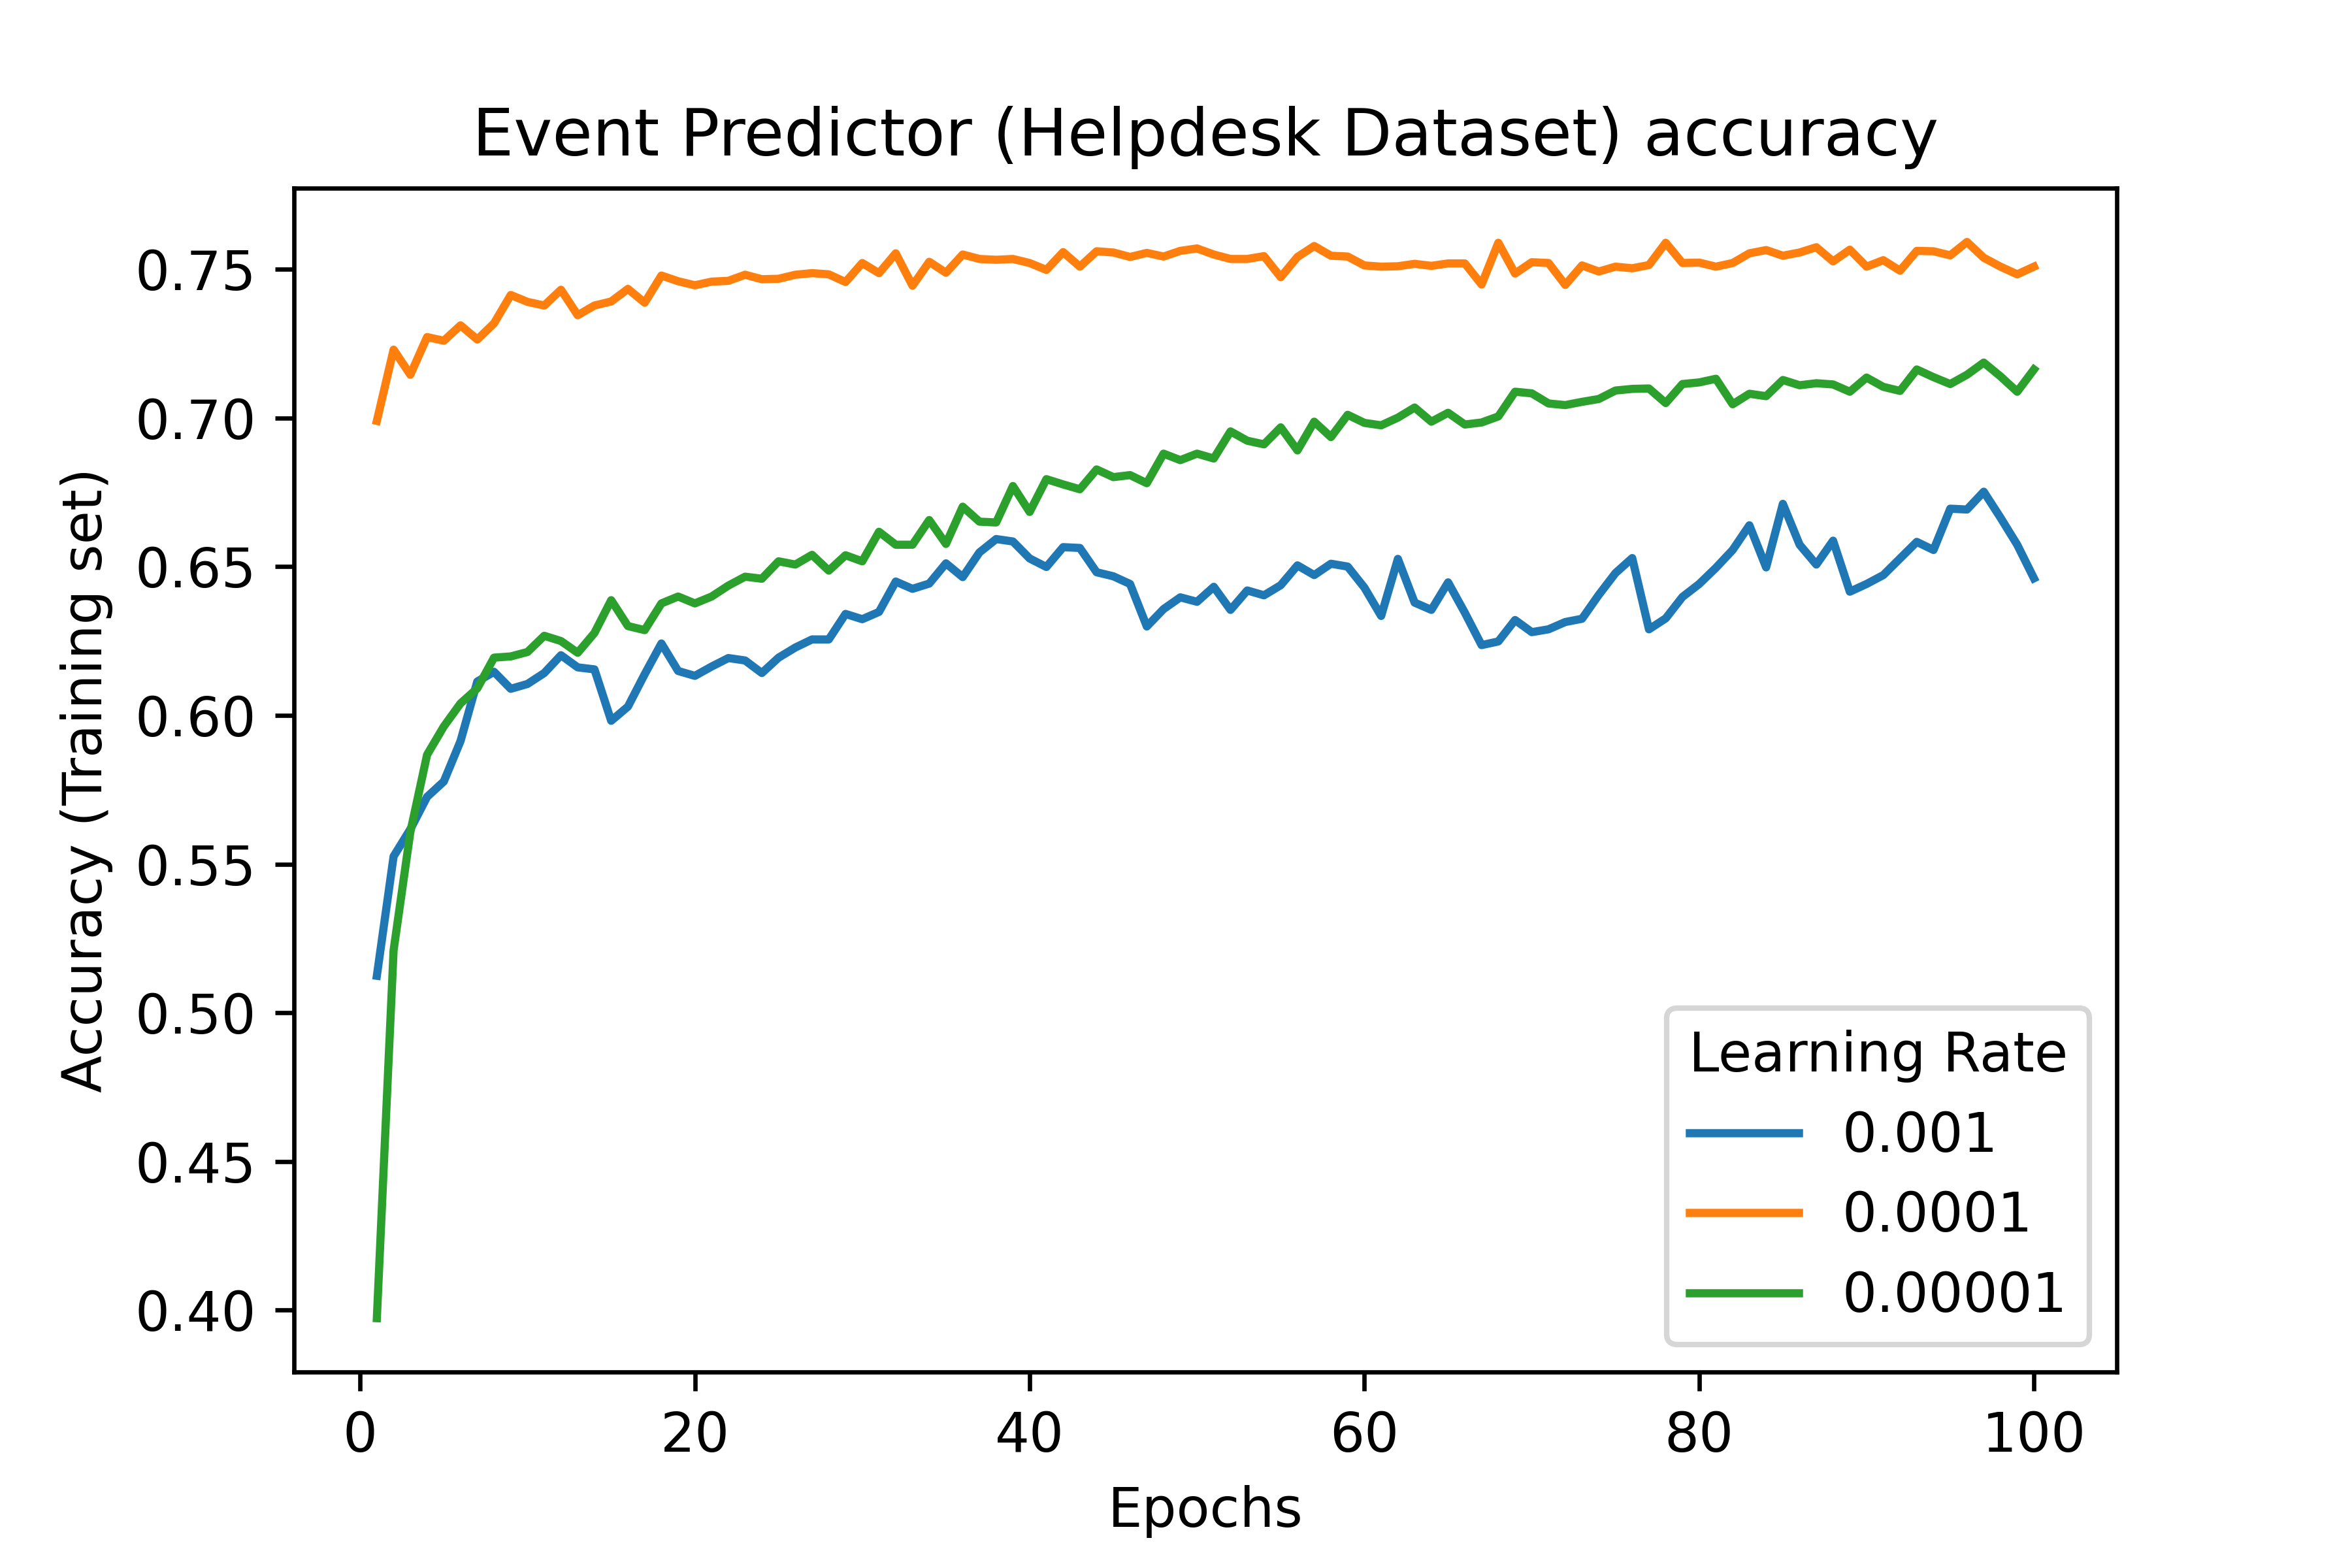 Event Predictor (Helpdesk Dataset) accuracy
Accuracy (Training set)
0.75
0.70
0.65
0.60
0.55
0.50
0.45
0.40
Learning Rate
0.001
0.0001
0.00001
0 20 40 60 80 100
Epochs